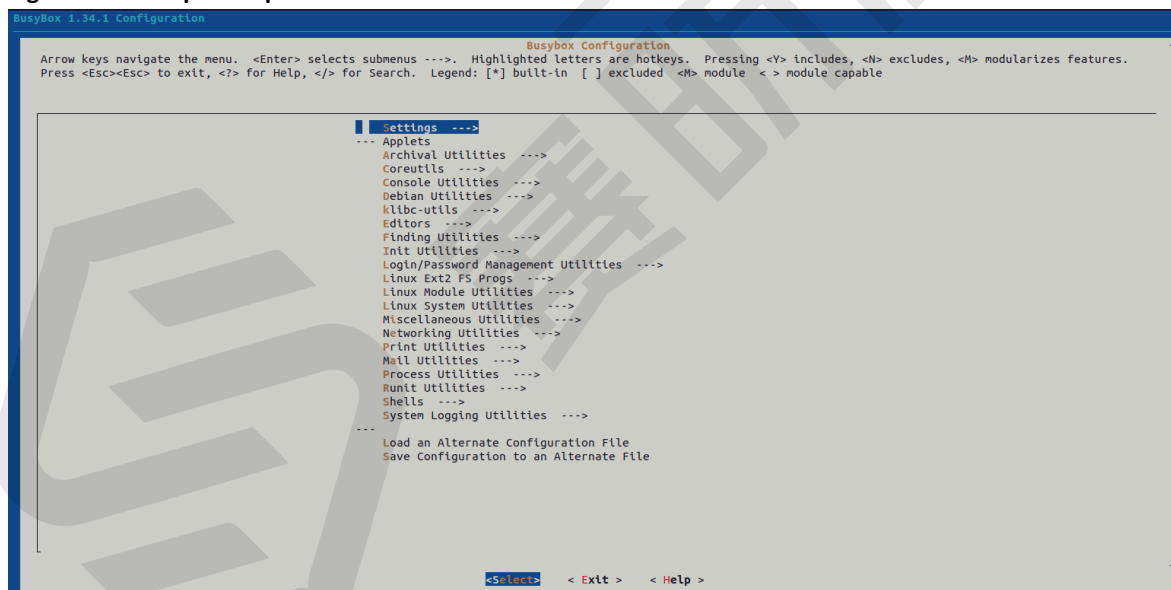 BusyBox 1.34.1 Configuration
Busybox Configuration
Arrow keys navigate the menu.  <Enter> selects submenus --->.  Highlighted letters are hotkeys.  Pressing <Y> includes, <N> excludes, <M> modularizes features.
Press <Esc><Esc> to exit, <?> for Help, </> for Search.  Legend: [*] built-in  [ ] excluded  <M> module  < > module capable
Settings  --->
--- Applets
Archival Utilities  --->
Coreutils  --->
Console Utilities  --->
Debian Utilities  --->
klibc-utils  --->
Editors  --->
Finding Utilities  --->
Init Utilities  --->
Login/Password Management Utilities  --->
Linux Ext2 FS Progs  --->
Linux Module Utilities  --->
Linux System Utilities  --->
Miscellaneous Utilities  --->
Networking Utilities  --->
Print Utilities  --->
Mail Utilities  --->
Process Utilities  --->
Runit Utilities  --->
Shells  --->
System Logging Utilities  --->
---
Load an Alternate Configuration File
Save Configuration to an Alternate File
<Select>    < Exit >    < Help >